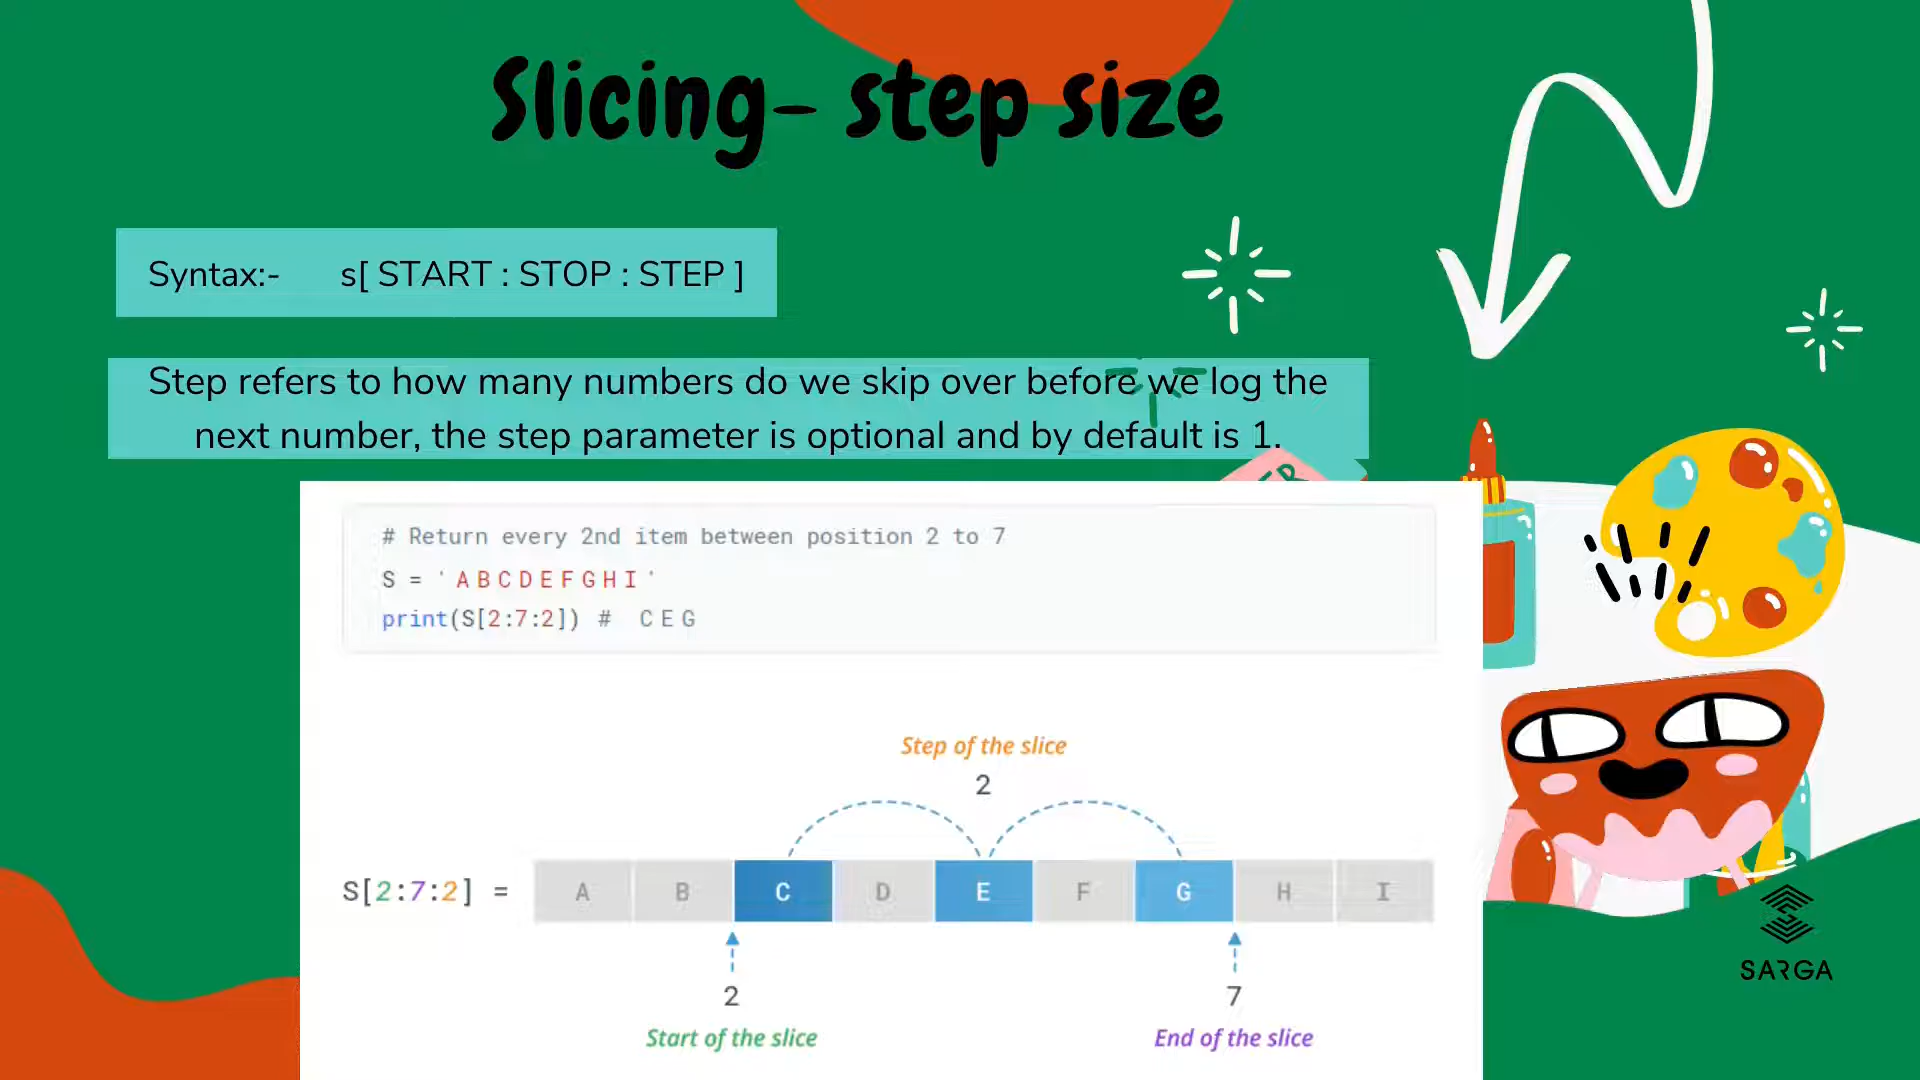 Slicing- step size
Syntax:- s[ START : STOP : STEP ]
Step refers to how many numbers do we skip over before we log the
next number, the step parameter is optional and by default is 1.
# Return every 2nd item between position 2 to 7
S = 'ABCDEFGHI'
print(S[2:7:2]) # CEG
Step of the slice
2
S[2:7:2] = A B C D E F G H I
2 7
Start of the slice End of the slice
SARGA